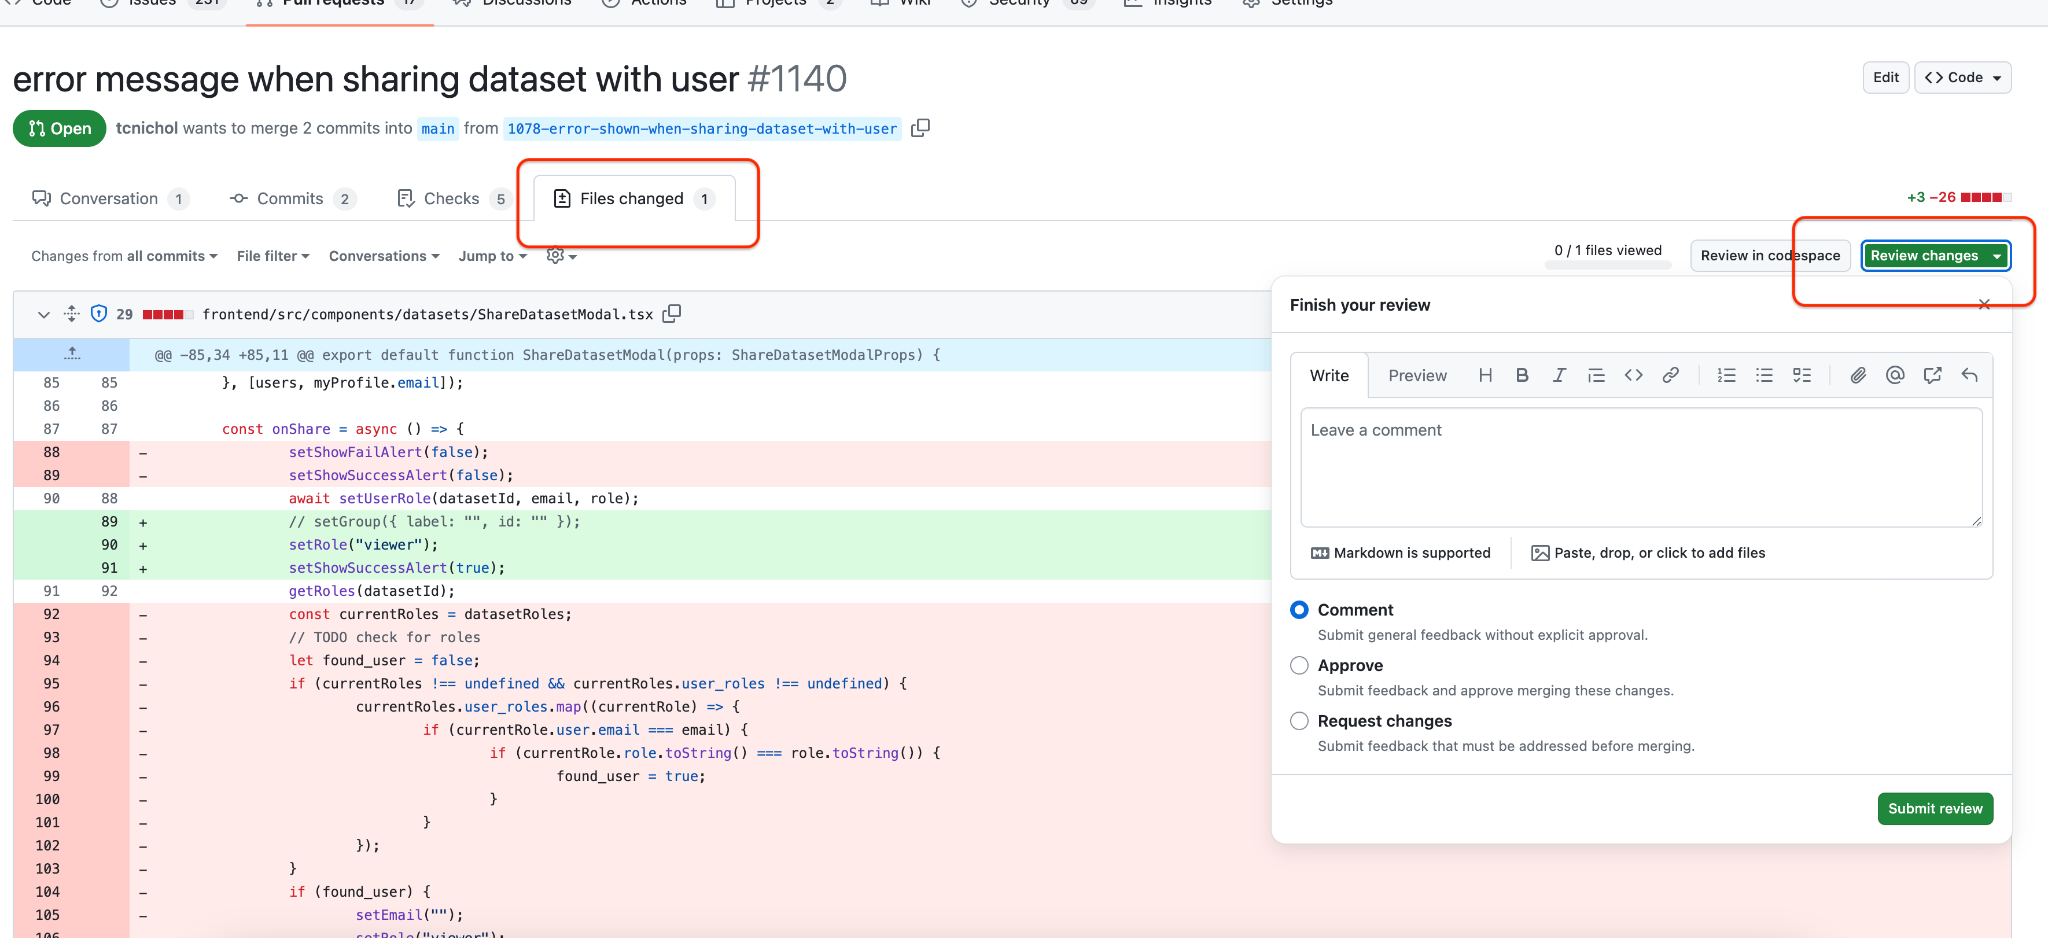 Code Issues 231 Pull requests 17 Discussions Actions Projects 2 Wiki Security 69 Insights Settings
error message when sharing dataset with user #1140
Edit <> Code
Open tcnichol wants to merge 2 commits into main from 1078-error-shown-when-sharing-dataset-with-user
Conversation 1 Commits 2 Checks 5 Files changed 1
+3 −26
Changes from all commits File filter Conversations Jump to
0 / 1 files viewed Review in codespace Review changes
29 frontend/src/components/datasets/ShareDatasetModal.tsx
@@ -85,34 +85,11 @@ export default function ShareDatasetModal(props: ShareDatasetModalProps) {
85 85 }, [users, myProfile.email]);
86 86
87 87 const onShare = async () => {
88 - setShowFailAlert(false);
89 - setShowSuccessAlert(false);
90 88 await setUserRole(datasetId, email, role);
89 + // setGroup({ label: "", id: "" });
90 + setRole("viewer");
91 + setShowSuccessAlert(true);
91 92 getRoles(datasetId);
92 - const currentRoles = datasetRoles;
93 - // TODO check for roles
94 - let found_user = false;
95 - if (currentRoles !== undefined && currentRoles.user_roles !== undefined) {
96 - currentRoles.user_roles.map((currentRole) => {
97 - if (currentRole.user.email === email) {
98 - if (currentRole.role.toString() === role.toString()) {
99 - found_user = true;
100 - }
101 - }
102 - });
103 - }
104 - if (found_user) {
105 - setEmail("");
106 setRole("viewer");
Finish your review
Write Preview
Leave a comment
Markdown is supported Paste, drop, or click to add files
Comment
Submit general feedback without explicit approval.
Approve
Submit feedback and approve merging these changes.
Request changes
Submit feedback that must be addressed before merging.
Submit review